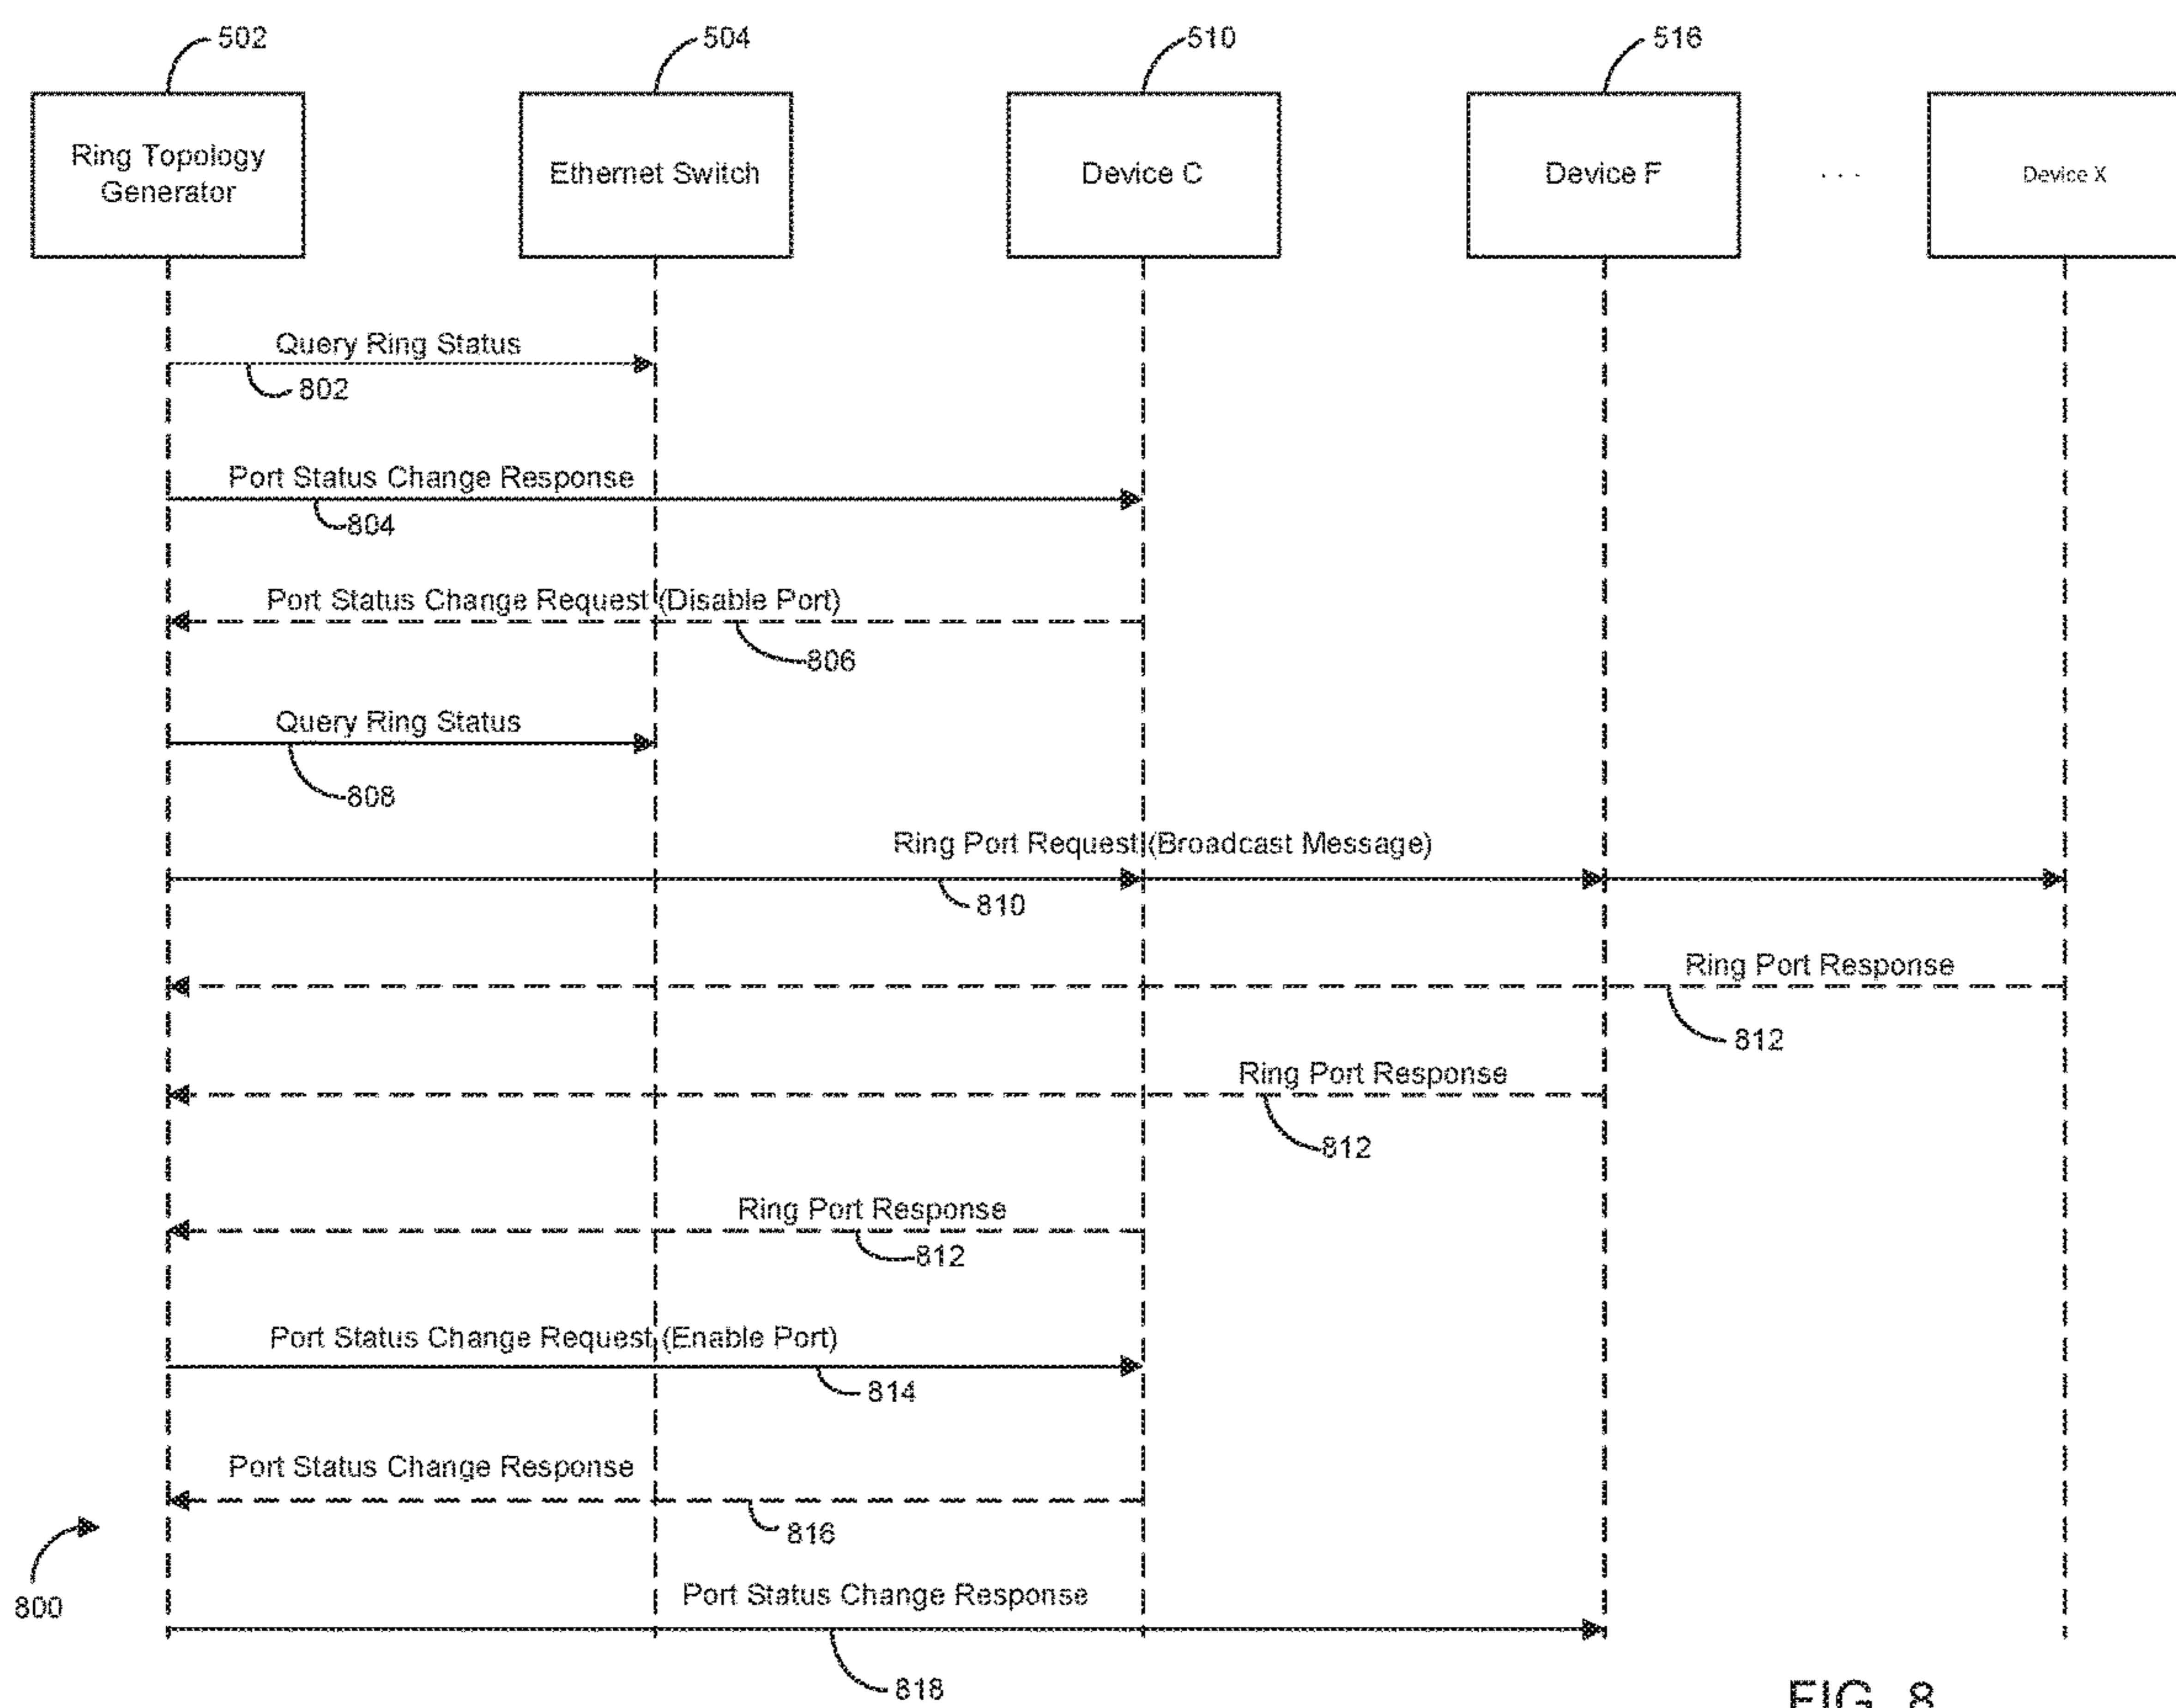 502
504
510
516
Ring Topology
Generator
Ethernet Switch
Device C
Device F
. . .
Device X
Query Ring Status
802
Port Status Change Response
804
Port Status Change Request (Disable Port)
806
Query Ring Status
808
Ring Port Request (Broadcast Message)
810
Ring Port Response
812
Ring Port Response
812
Ring Port Response
812
Port Status Change Request (Enable Port)
814
Port Status Change Response
816
800
Port Status Change Response
818
FIG. 8